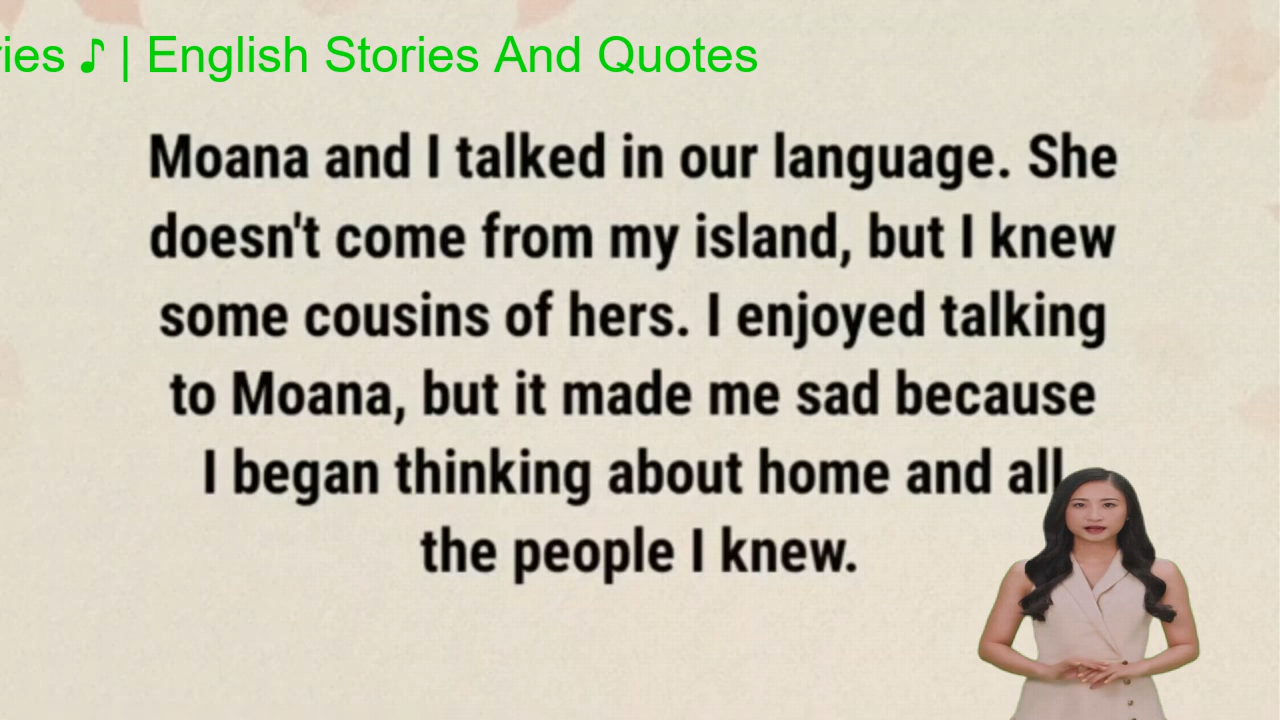 ries ♪ | English Stories And Quotes
Moana and I talked in our language. She
doesn't come from my island, but I knew
some cousins of hers. I enjoyed talking
to Moana, but it made me sad because
I began thinking about home and all
the people I knew.